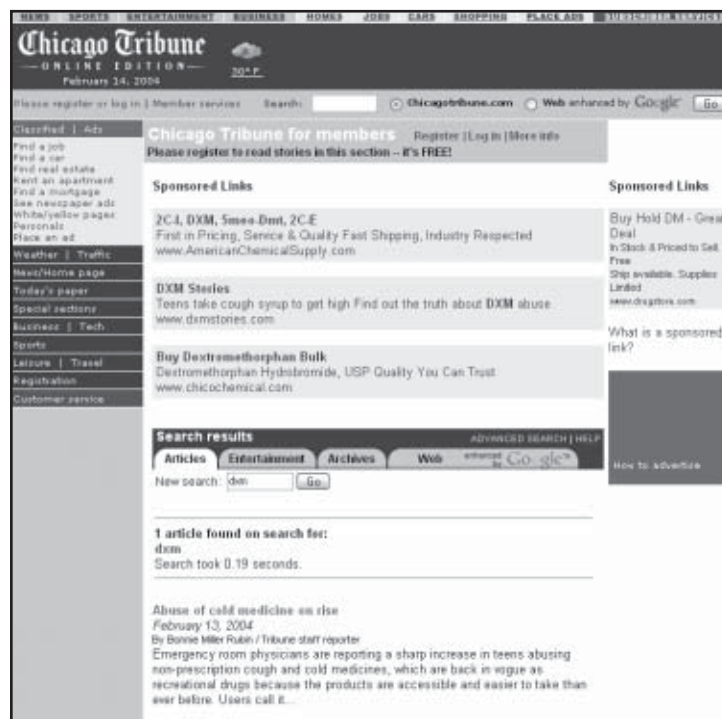 NEWS SPORTS ENTERTAINMENT BUSINESS HOMES JOBS CARS SHOPPING PLACE ADS
Chicago Tribune
ONLINE EDITION
February 14, 2004
30° F
Please register or log in | Member services Search: Chicagotribune.com Web enhanced by Google Go
Classified | Ads
Find a job
Find a car
Find real estate
Rent an apartment
Find a mortgage
See newspaper ads
White/yellow pages
Personals
Place an ad
Weather | Traffic
News/Home page
Today's paper
Special sections
Business | Tech
Sports
Leisure | Travel
Registration
Customer service
Chicago Tribune for members Register | Log in | More info
Please register to read stories in this section -- it's FREE!
Sponsored Links
2C-I, DXM, 5meo-Dmt, 2C-E
First in Pricing, Service & Quality Fast Shipping, Industry Respected
www.AmericanChemicalSupply.com
DXM Stories
Teens take cough syrup to get high Find out the truth about DXM abuse
www.dxmstories.com
Buy Dextromethorphan Bulk
Dextromethorphan Hydrobromide, USP Quality You Can Trust
www.chicochemical.com
Search results ADVANCED SEARCH | HELP
Articles Entertainment Archives Web enhanced by Google
New search: dxm Go
1 article found on search for:
dxm
Search took 0.19 seconds.
Abuse of cold medicine on rise
February 13, 2004
By Bonnie Miller Rubin / Tribune staff reporter
Emergency room physicians are reporting a sharp increase in teens abusing
non-prescription cough and cold medicines, which are back in vogue as
recreational drugs because the products are accessible and easier to take than
ever before. Users call it...
Sponsored Links
Buy Hold DM - Grea
Deal
In Stock & Priced to Sell.
Free
Ship available. Supplies
Limited
www.drugstore.com
What is a sponsored
link?
How to advertise